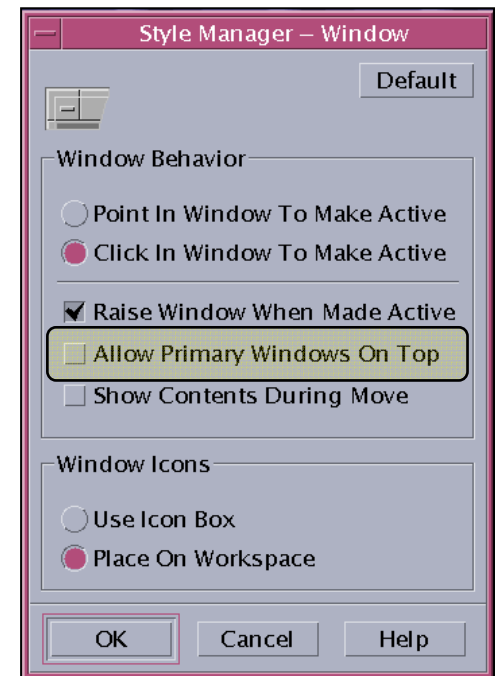 Style Manager – Window
Default
Window Behavior
Point In Window To Make Active
Click In Window To Make Active
Raise Window When Made Active
Allow Primary Windows On Top
Show Contents During Move
Window Icons
Use Icon Box
Place On Workspace
OK Cancel Help